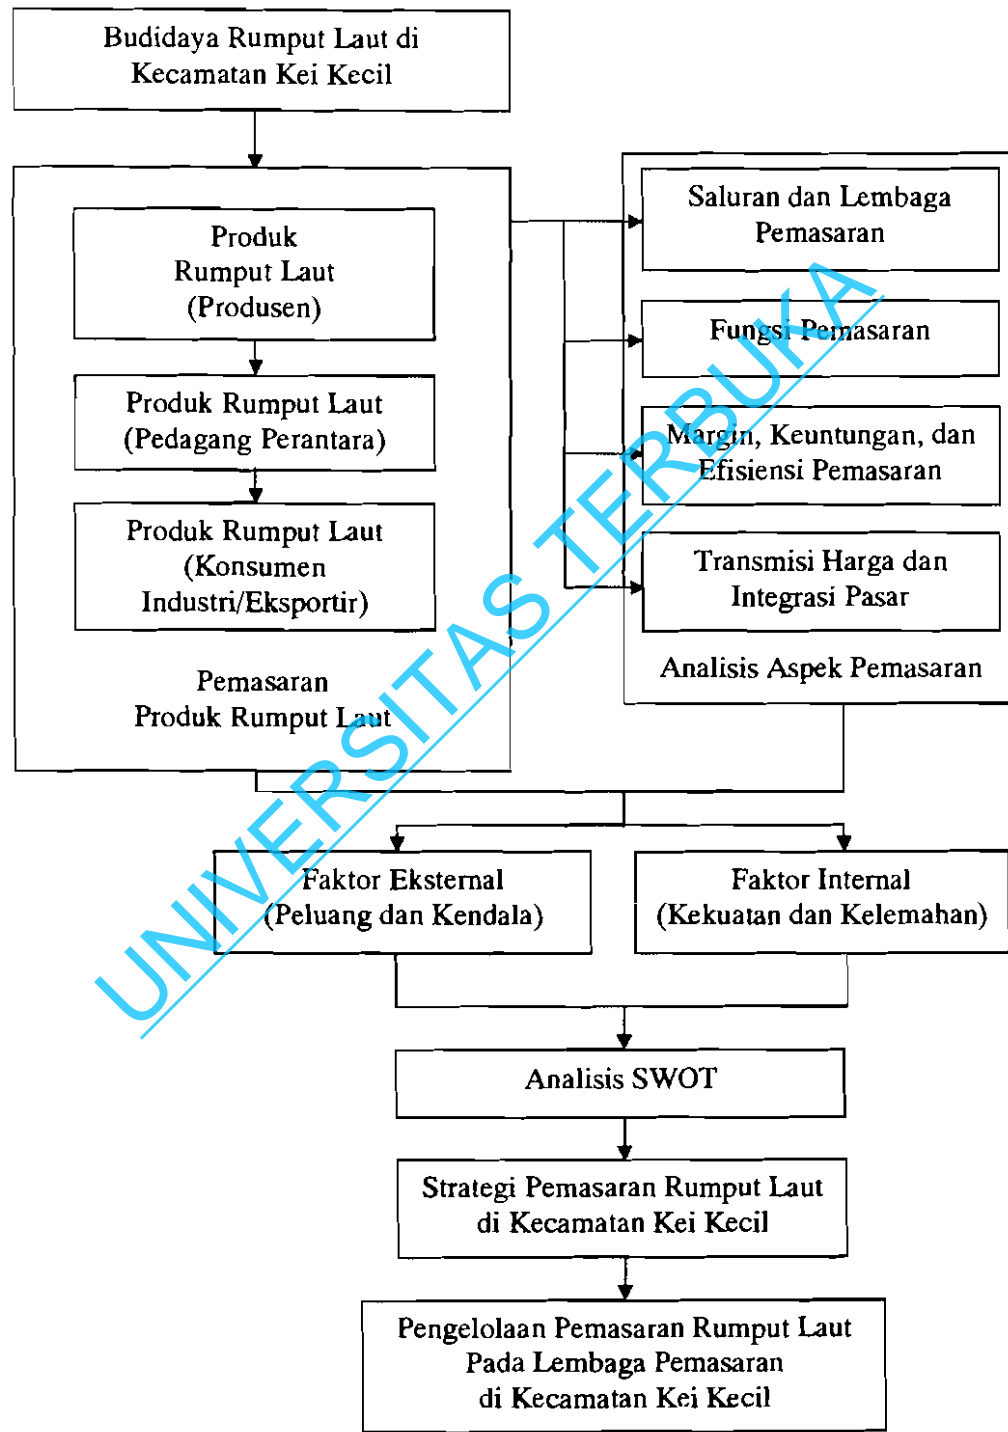 Budidaya Rumput Laut di
Kecamatan Kei Kecil
Produk
Rumput Laut
(Produsen)
Produk Rumput Laut
(Pedagang Perantara)
Produk Rumput Laut
(Konsumen
Industri/Eksportir)
Pemasaran
Produk Rumput Laut
Saluran dan Lembaga
Pemasaran
Fungsi Pemasaran
Margin, Keuntungan, dan
Efisiensi Pemasaran
Transmisi Harga dan
Integrasi Pasar
Analisis Aspek Pemasaran
Faktor Eksternal
(Peluang dan Kendala)
Faktor Internal
(Kekuatan dan Kelemahan)
Analisis SWOT
Strategi Pemasaran Rumput Laut
di Kecamatan Kei Kecil
Pengelolaan Pemasaran Rumput Laut
Pada Lembaga Pemasaran
di Kecamatan Kei Kecil
UNIVERSITAS TERBUKA